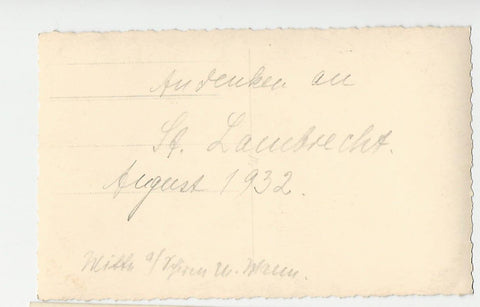 Andenken an
St. Lambrecht.
August 1932.